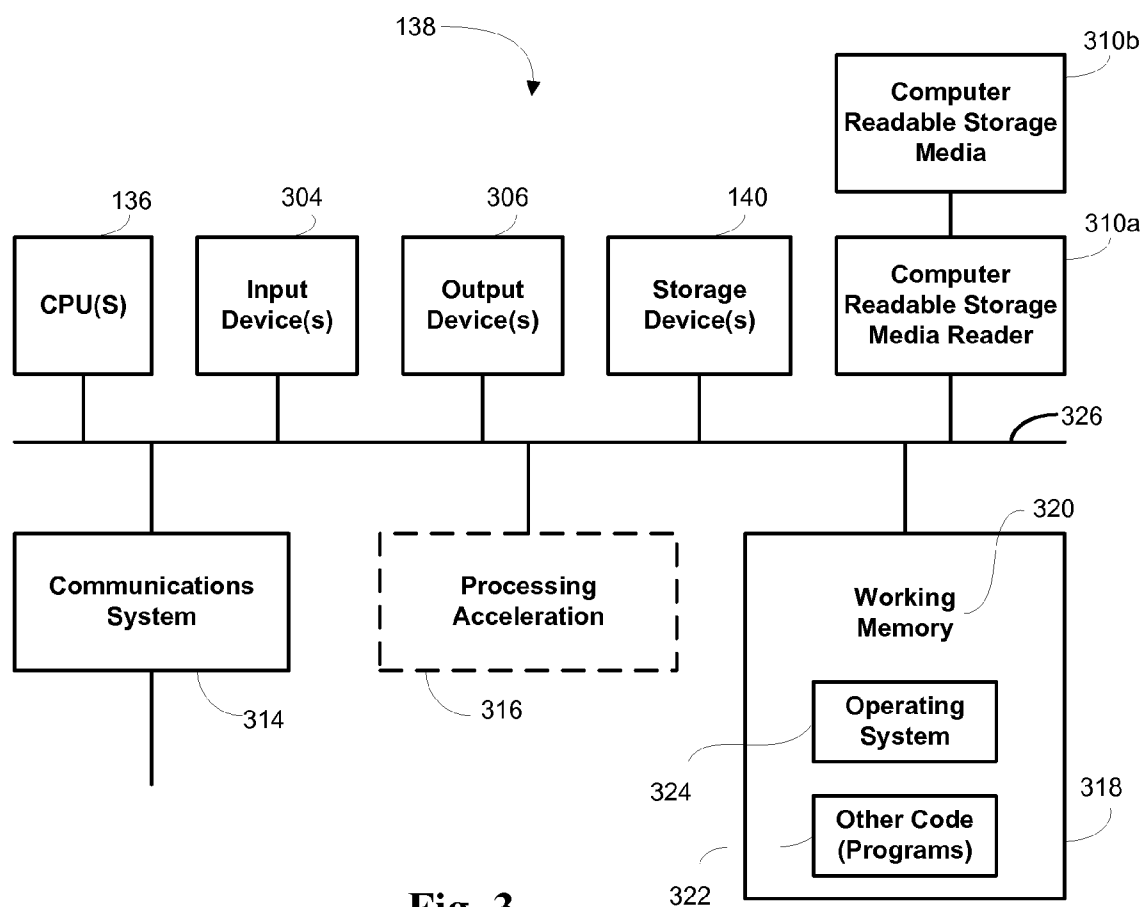 138
310b
Computer
Readable Storage
Media
136
304
306
140
310a
CPU(S)
Input
Device(s)
Output
Device(s)
Storage
Device(s)
Computer
Readable Storage
Media Reader
326
320
Communications
System
Processing
Acceleration
Working
Memory
314
316
Operating
System
324
318
Other Code
(Programs)
322
Fig. 3